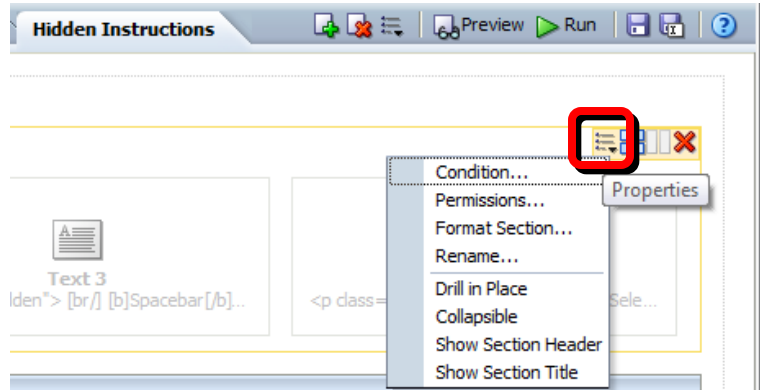 Hidden Instructions
Preview
Run
Properties
Condition...
Permissions...
Format Section...
Rename...
Drill in Place
Collapsible
Show Section Header
Show Section Title
Text 3
dden"> [br/] [b]Spacebar[/b]...
<p class=
Sele...